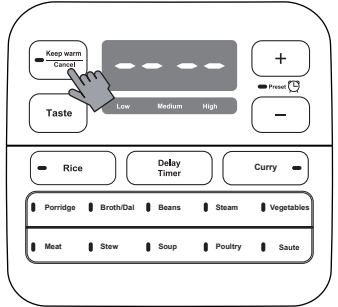 Keep warm
Cancel
– – – –
+
Preset
Taste
Low Medium High
–
Rice
Delay
Timer
Curry
Porridge Broth/Dal Beans Steam Vegetables
Meat Stew Soup Poultry Saute